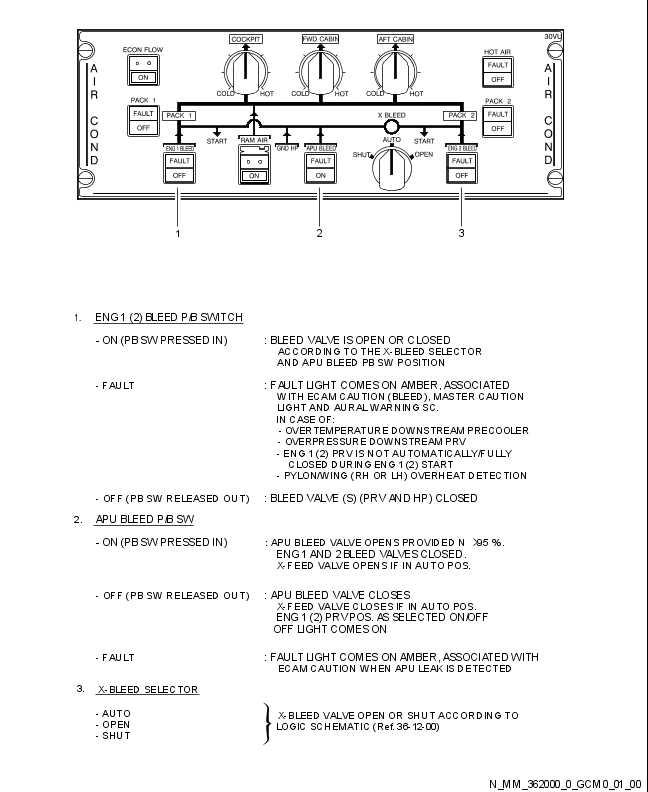 30VU
COCKPIT
FWD CABIN
AFT CABIN
ECON FLOW
ON
HOT AIR
FAULT
OFF
COLD HOT
COLD HOT
COLD HOT
AIR COND
AIR COND
PACK 1
FAULT
OFF
PACK 2
FAULT
OFF
PACK 1
X BLEED
PACK 2
START
RAM AIR
GND HP
AUTO
START
ENG 1 BLEED
APU BLEED
SHUT
OPEN
ENG 2 BLEED
FAULT
OFF
ON
FAULT
ON
FAULT
OFF
1 2 3
1. ENG 1 (2) BLEED P/B SWITCH
- ON (PB SW PRESSED IN) : BLEED VALVE IS OPEN OR CLOSED
ACCORDING TO THE X-BLEED SELECTOR
AND APU BLEED PB SW POSITION
- FAULT : FAULT LIGHT COMES ON AMBER, ASSOCIATED
WITH ECAM CAUTION (BLEED), MASTER CAUTION
LIGHT AND AURAL WARNING SC.
IN CASE OF:
- OVERTEMPERATURE DOWNSTREAM PRECOOLER
- OVERPRESSURE DOWNSTREAM PRV
- ENG 1 (2) PRV IS NOT AUTOMATICALLY/FULLY
CLOSED DURING ENG 1 (2) START
- PYLON/WING (RH OR LH) OVERHEAT DETECTION
- OFF (PB SW RELEASED OUT) : BLEED VALVE (S) (PRV AND HP) CLOSED
2. APU BLEED P/B SW
- ON (PB SW PRESSED IN) : APU BLEED VALVE OPENS PROVIDED N >95 %.
ENG 1 AND 2 BLEED VALVES CLOSED.
X-FEED VALVE OPENS IF IN AUTO POS.
- OFF (PB SW RELEASED OUT) : APU BLEED VALVE CLOSES
X-FEED VALVE CLOSES IF IN AUTO POS.
ENG 1 (2) PRV POS. AS SELECTED ON/OFF
OFF LIGHT COMES ON
- FAULT : FAULT LIGHT COMES ON AMBER, ASSOCIATED WITH
ECAM CAUTION WHEN APU LEAK IS DETECTED
3. X-BLEED SELECTOR
- AUTO
- OPEN
- SHUT
X-BLEED VALVE OPEN OR SHUT ACCORDING TO
LOGIC SCHEMATIC (Ref. 36-12-00)
N_MM_362000_0_GCM0_01_00